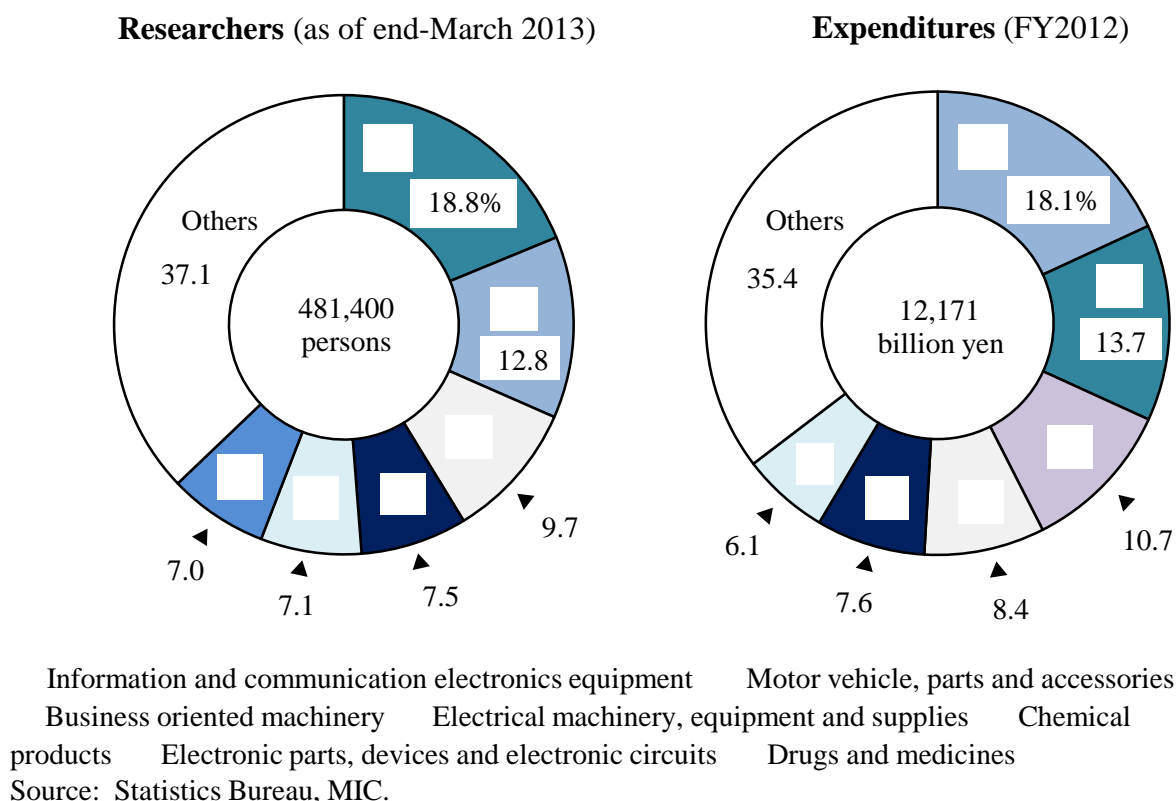 Researchers (as of end-March 2013)
Expenditures (FY2012)
18.8%
12.8
9.7
7.5
7.1
7.0
Others
37.1
481,400
persons
18.1%
13.7
10.7
8.4
7.6
6.1
Others
35.4
12,171
billion yen
Information and communication electronics equipment Motor vehicle, parts and accessories
Business oriented machinery Electrical machinery, equipment and supplies Chemical
products Electronic parts, devices and electronic circuits Drugs and medicines
Source: Statistics Bureau, MIC.